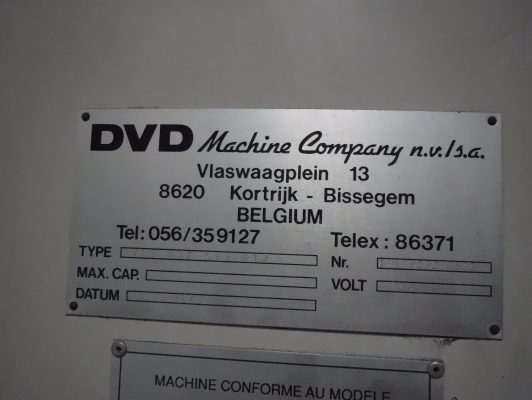 DVD Machine Company n.v./s.a.
Vlaswaagplein 13
8620 Kortrijk - Bissegem
BELGIUM
Tel: 056/359127 Telex: 86371
TYPE Nr.
MAX. CAP. VOLT
DATUM
MACHINE CONFORME AU MODELE